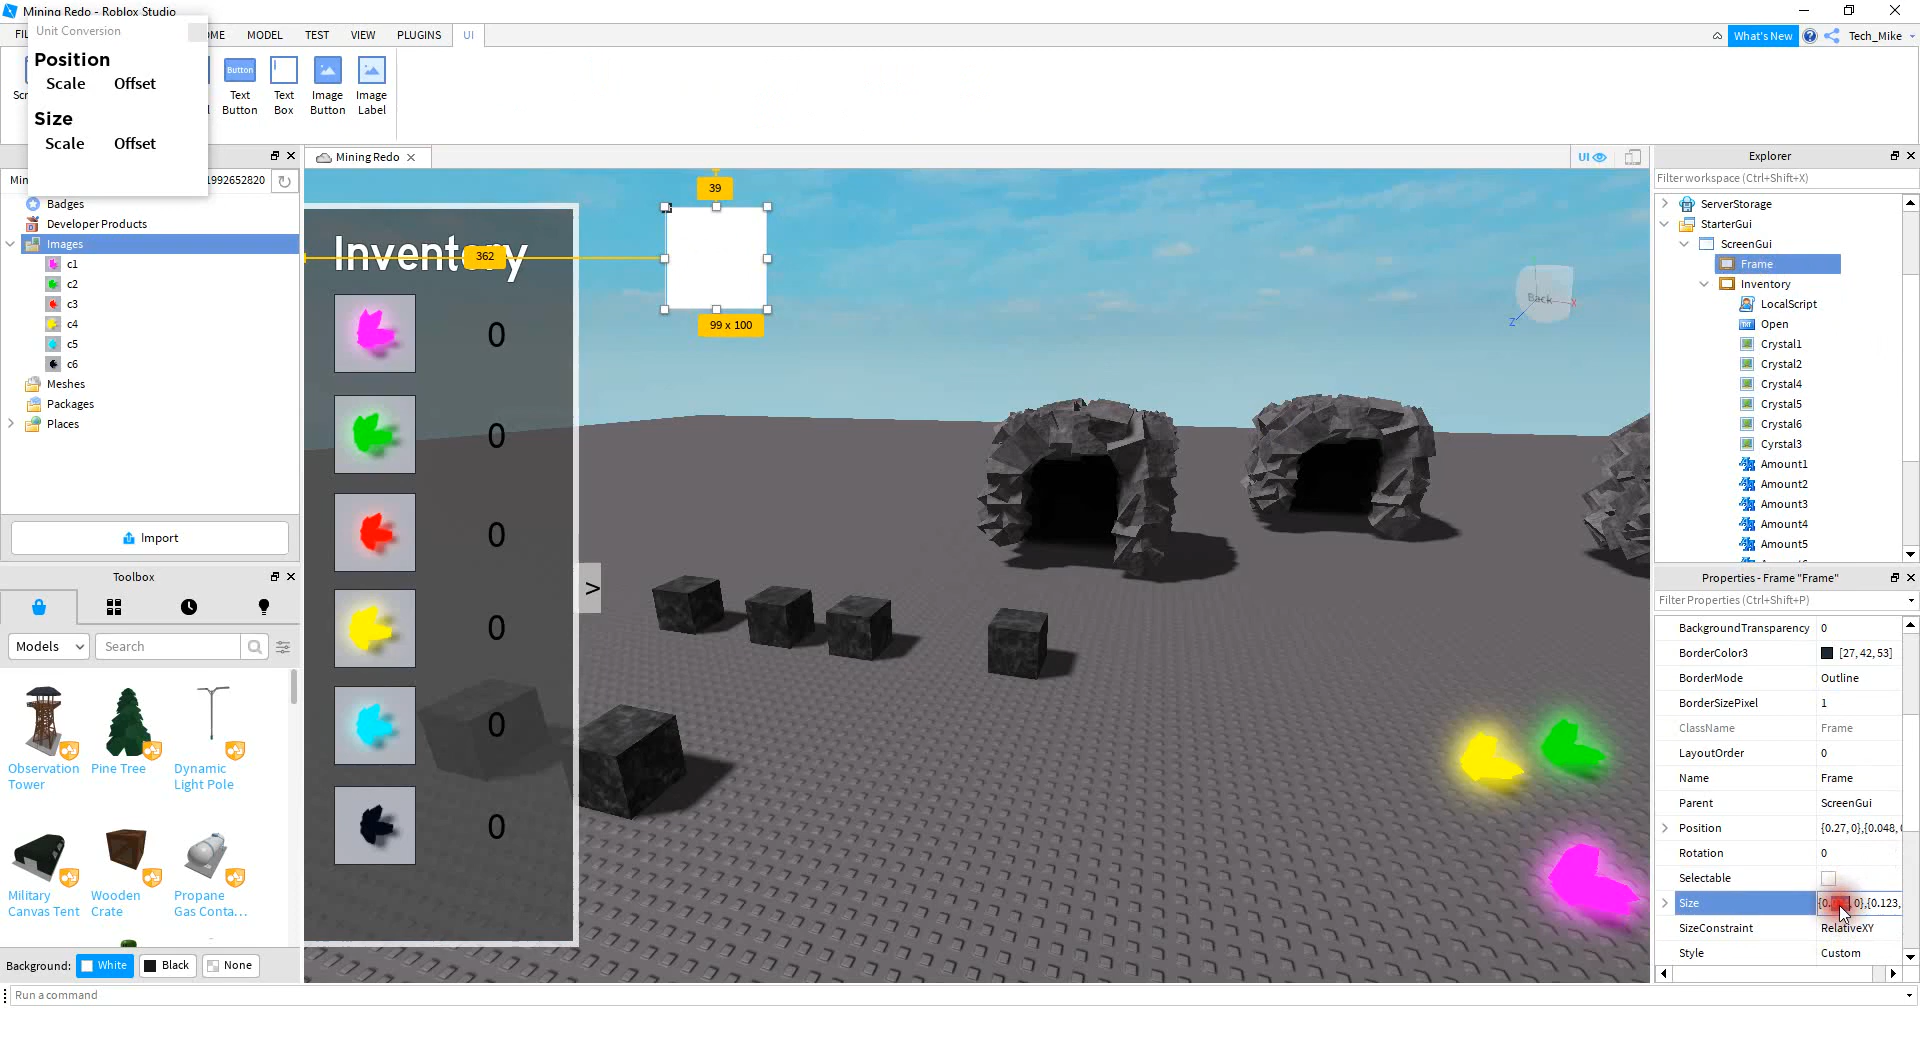 Mining Redo - Roblox Studio
Unit Conversion
Position
Scale Offset
Size
Scale Offset
MODEL TEST VIEW PLUGINS UI
What's New
Tech_Mike
Button
Text Button
Text Box
Image Button
Image Label
1992652820
Badges
Developer Products
Images
c1
c2
c3
c4
c5
c6
Meshes
Packages
Places
Import
Toolbox
Models
Search
Observation Tower
Pine Tree
Dynamic Light Pole
Military Canvas Tent
Wooden Crate
Propane Gas Conta...
Background: White Black None
Run a command
Mining Redo
UI
39
362
99 x 100
Inventory
0
0
0
0
0
0
>
Back
X
Z
Explorer
Filter workspace (Ctrl+Shift+X)
ServerStorage
StarterGui
ScreenGui
Frame
Inventory
LocalScript
Open
Crystal1
Crystal2
Crystal4
Crystal5
Crystal6
Cyrstal3
Amount1
Amount2
Amount3
Amount4
Amount5
Properties - Frame "Frame"
Filter Properties (Ctrl+Shift+P)
BackgroundTransparency 0
BorderColor3 [27, 42, 53]
BorderMode Outline
BorderSizePixel 1
ClassName Frame
LayoutOrder 0
Name Frame
Parent ScreenGui
Position {0.27, 0},{0.048,
Rotation 0
Selectable
Size 0},{0.123,
SizeConstraint RelativeXY
Style Custom